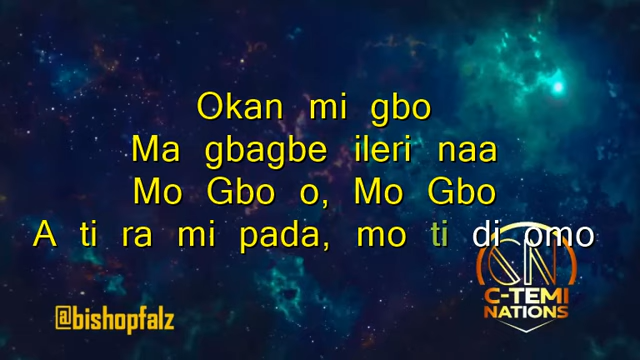 Okan mi gbo
Ma gbagbe ileri naa
Mo Gbo o, Mo Gbo
A ti ra mi pada, mo ti di omo
C-TEMI
NATIONS
@bishopfalz